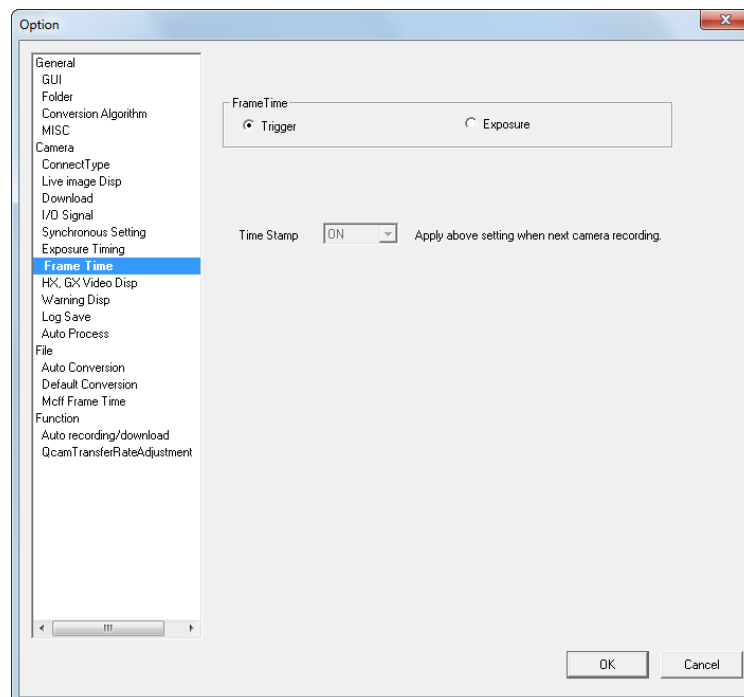 Option
General
GUI
Folder
Conversion Algorithm
MISC
Camera
ConnectType
Live image Disp
Download
I/O Signal
Synchronous Setting
Exposure Timing
Frame Time
HX, GX Video Disp
Warning Disp
Log Save
Auto Process
File
Auto Conversion
Default Conversion
Mcff Frame Time
Function
Auto recording/download
QcamTransferRateAdjustment
FrameTime
Trigger Exposure
Time Stamp ON Apply above setting when next camera recording.
OK Cancel